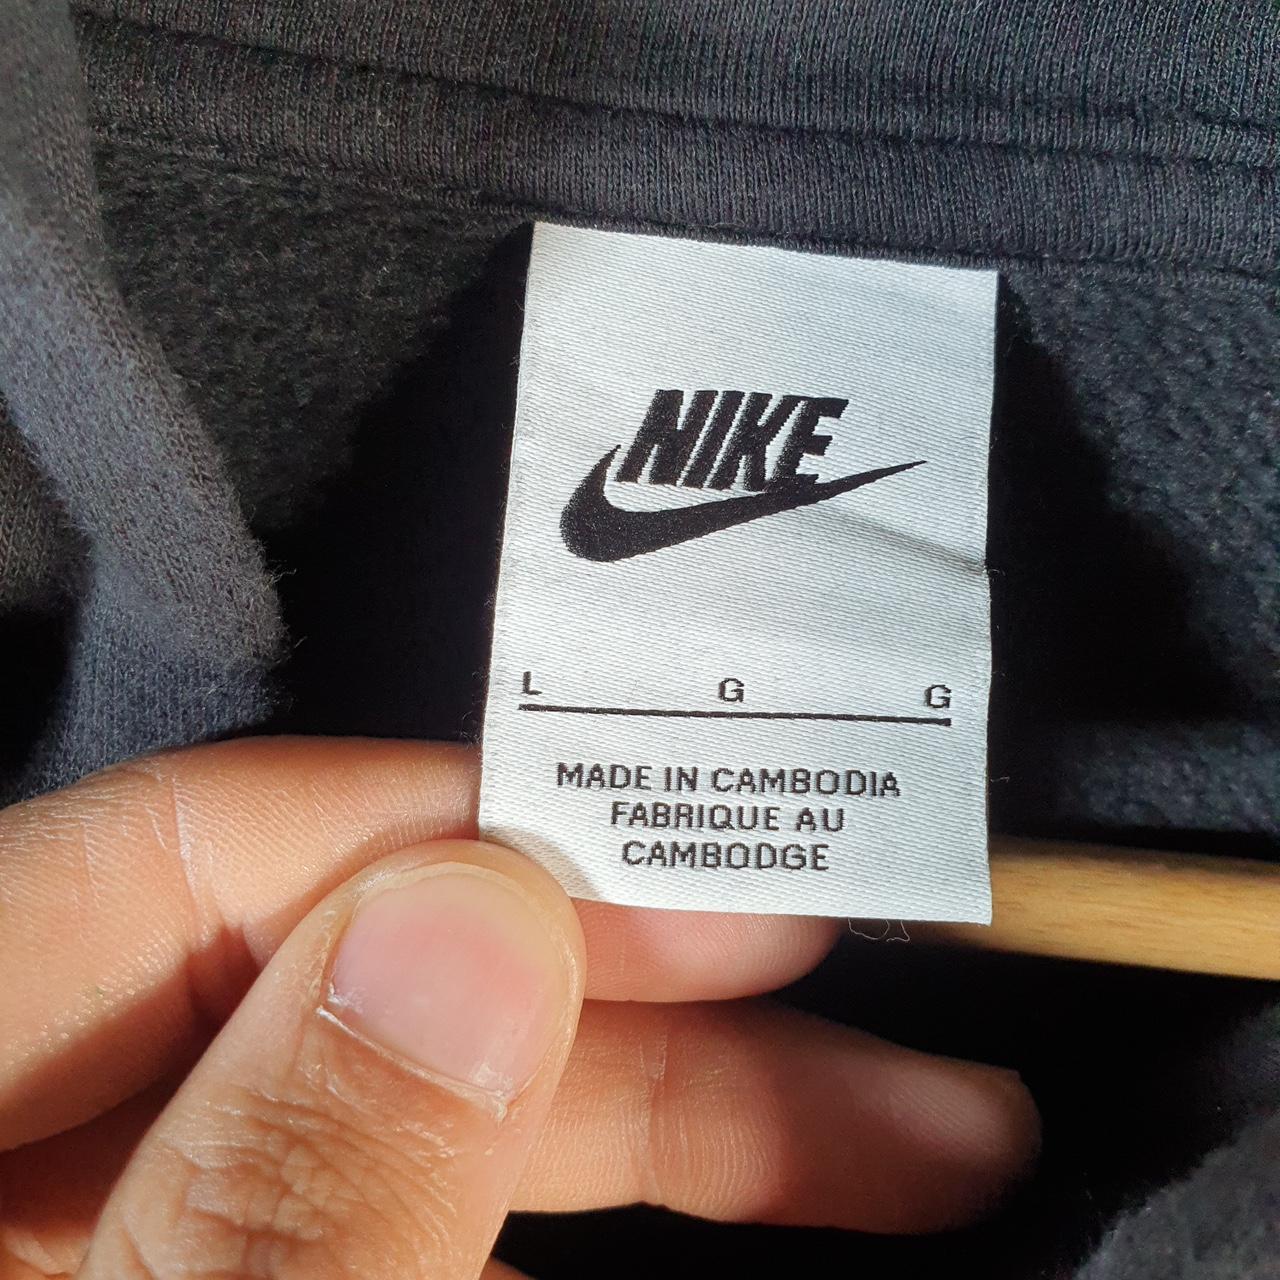 NIKE
L G G
MADE IN CAMBODIA
FABRIQUE AU
CAMBODGE